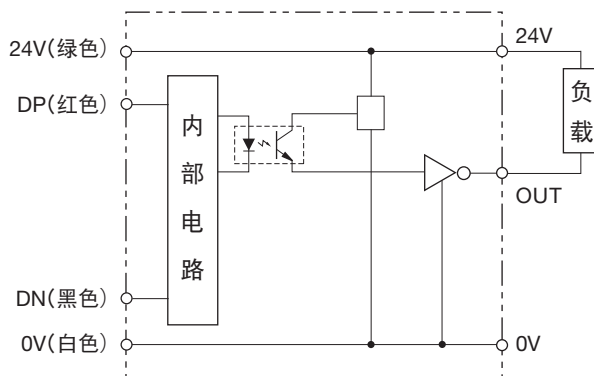 24V(绿色)
24V
DP(红色)
内部电路
负载
OUT
DN(黑色)
0V(白色)
0V